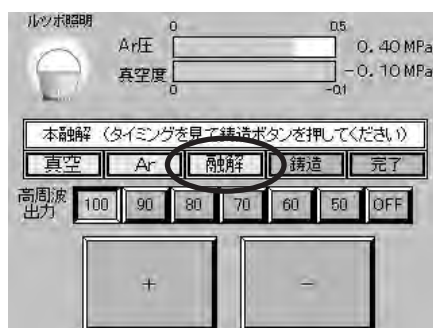 ルツボ照明
0 0.5
Ar圧 0.40 MPa
真空度 -0.10 MPa
0 -0.1
本融解 (タイミングを見て鋳造ボタンを押してください)
真空 Ar 融解 鋳造 完了
高周波出力 100 90 80 70 60 50 OFF
+ -